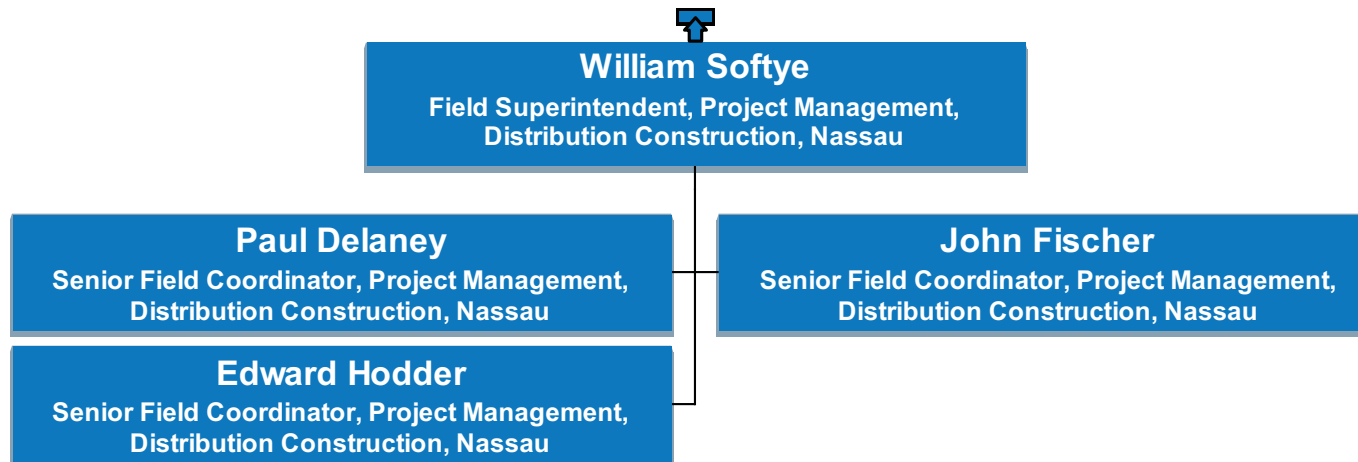 William Softye
Field Superintendent, Project Management,
Distribution Construction, Nassau
Paul Delaney
Senior Field Coordinator, Project Management,
Distribution Construction, Nassau
John Fischer
Senior Field Coordinator, Project Management,
Distribution Construction, Nassau
Edward Hodder
Senior Field Coordinator, Project Management,
Distribution Construction, Nassau